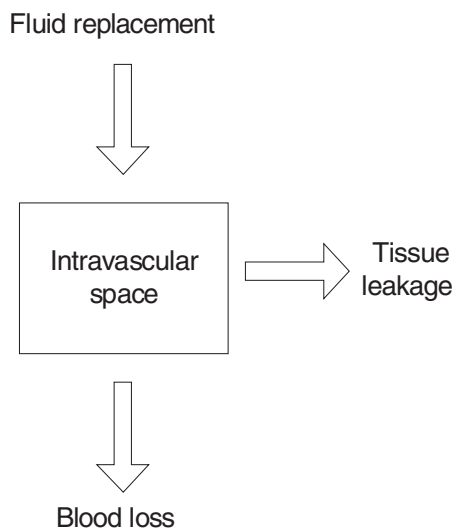 Fluid replacement
Intravascular
space
Tissue
leakage
Blood loss